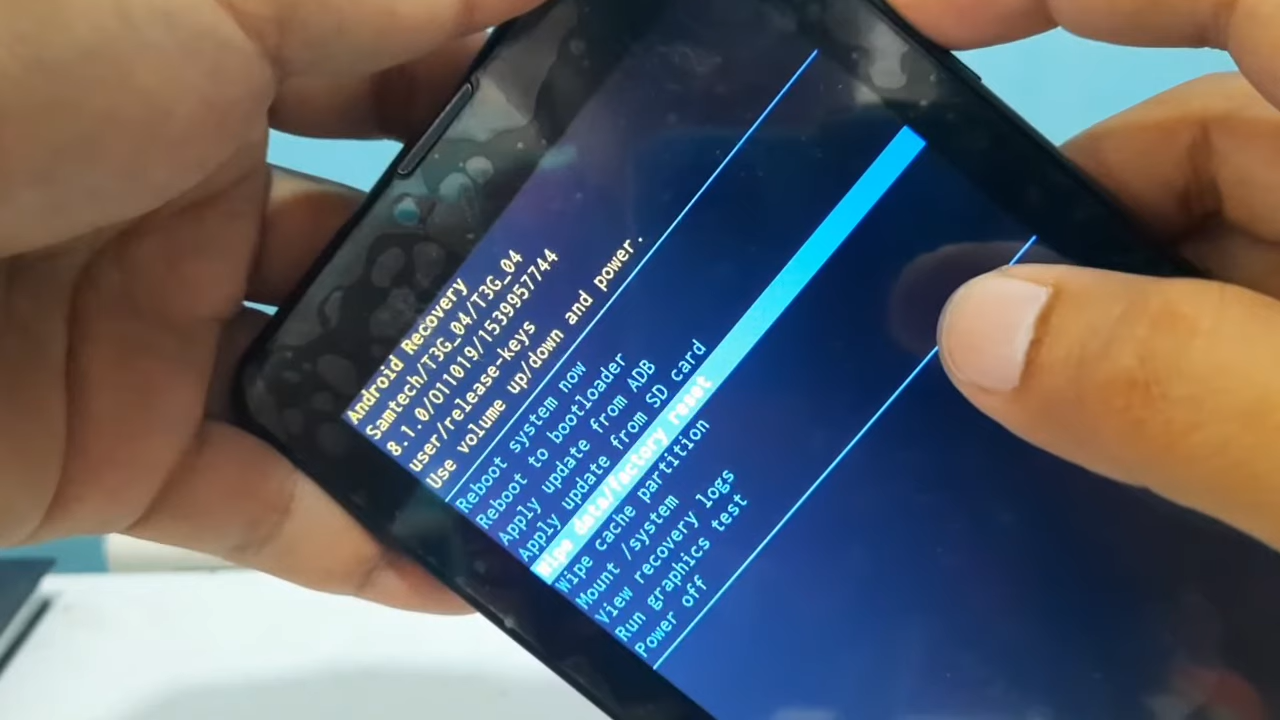 Android Recovery
Samtech/T3G_04/T3G_04
8.1.0/O11019/1539957744
user/release-keys
Use volume up/down and power.
Reboot system now
Reboot to bootloader
Apply update from ADB
Apply update from SD card
Wipe data/factory reset
Wipe cache partition
Mount /system
View recovery logs
Run graphics test
Power off